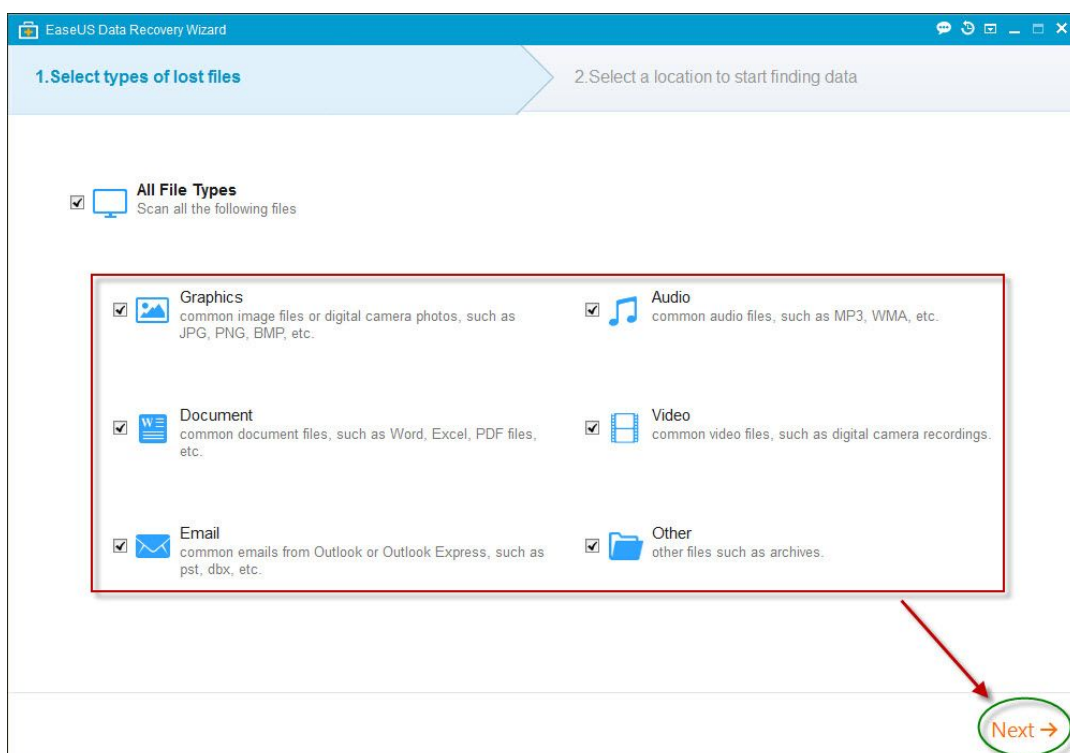 EaseUS Data Recovery Wizard
1.Select types of lost files
2.Select a location to start finding data
All File Types
Scan all the following files
Graphics
common image files or digital camera photos, such as
JPG, PNG, BMP, etc.
Audio
common audio files, such as MP3, WMA, etc.
Document
common document files, such as Word, Excel, PDF files,
etc.
Video
common video files, such as digital camera recordings.
Email
common emails from Outlook or Outlook Express, such as
pst, dbx, etc.
Other
other files such as archives.
Next →